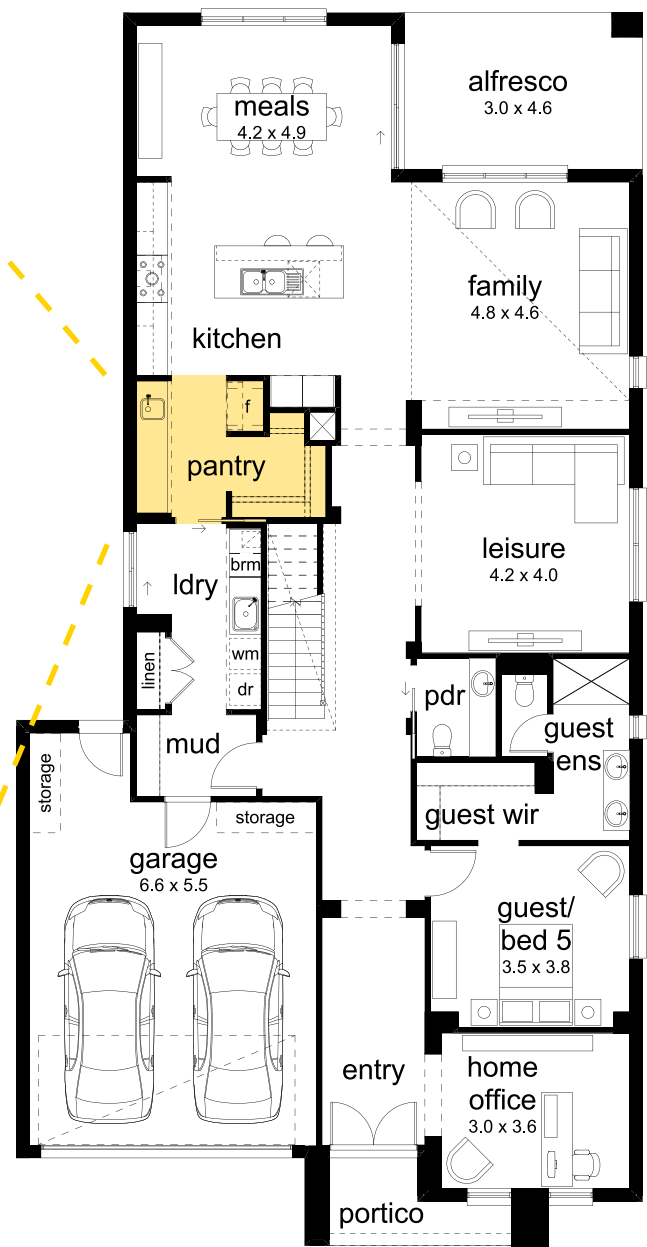 meals
4.2 x 4.9
alfresco
3.0 x 4.6
family
4.8 x 4.6
kitchen
f
pantry
leisure
4.2 x 4.0
brm
ldry
wm
linen
dr
pdr
guest
ens
mud
storage
storage
guest wir
garage
6.6 x 5.5
guest/
bed 5
3.5 x 3.8
entry
home
office
3.0 x 3.6
portico